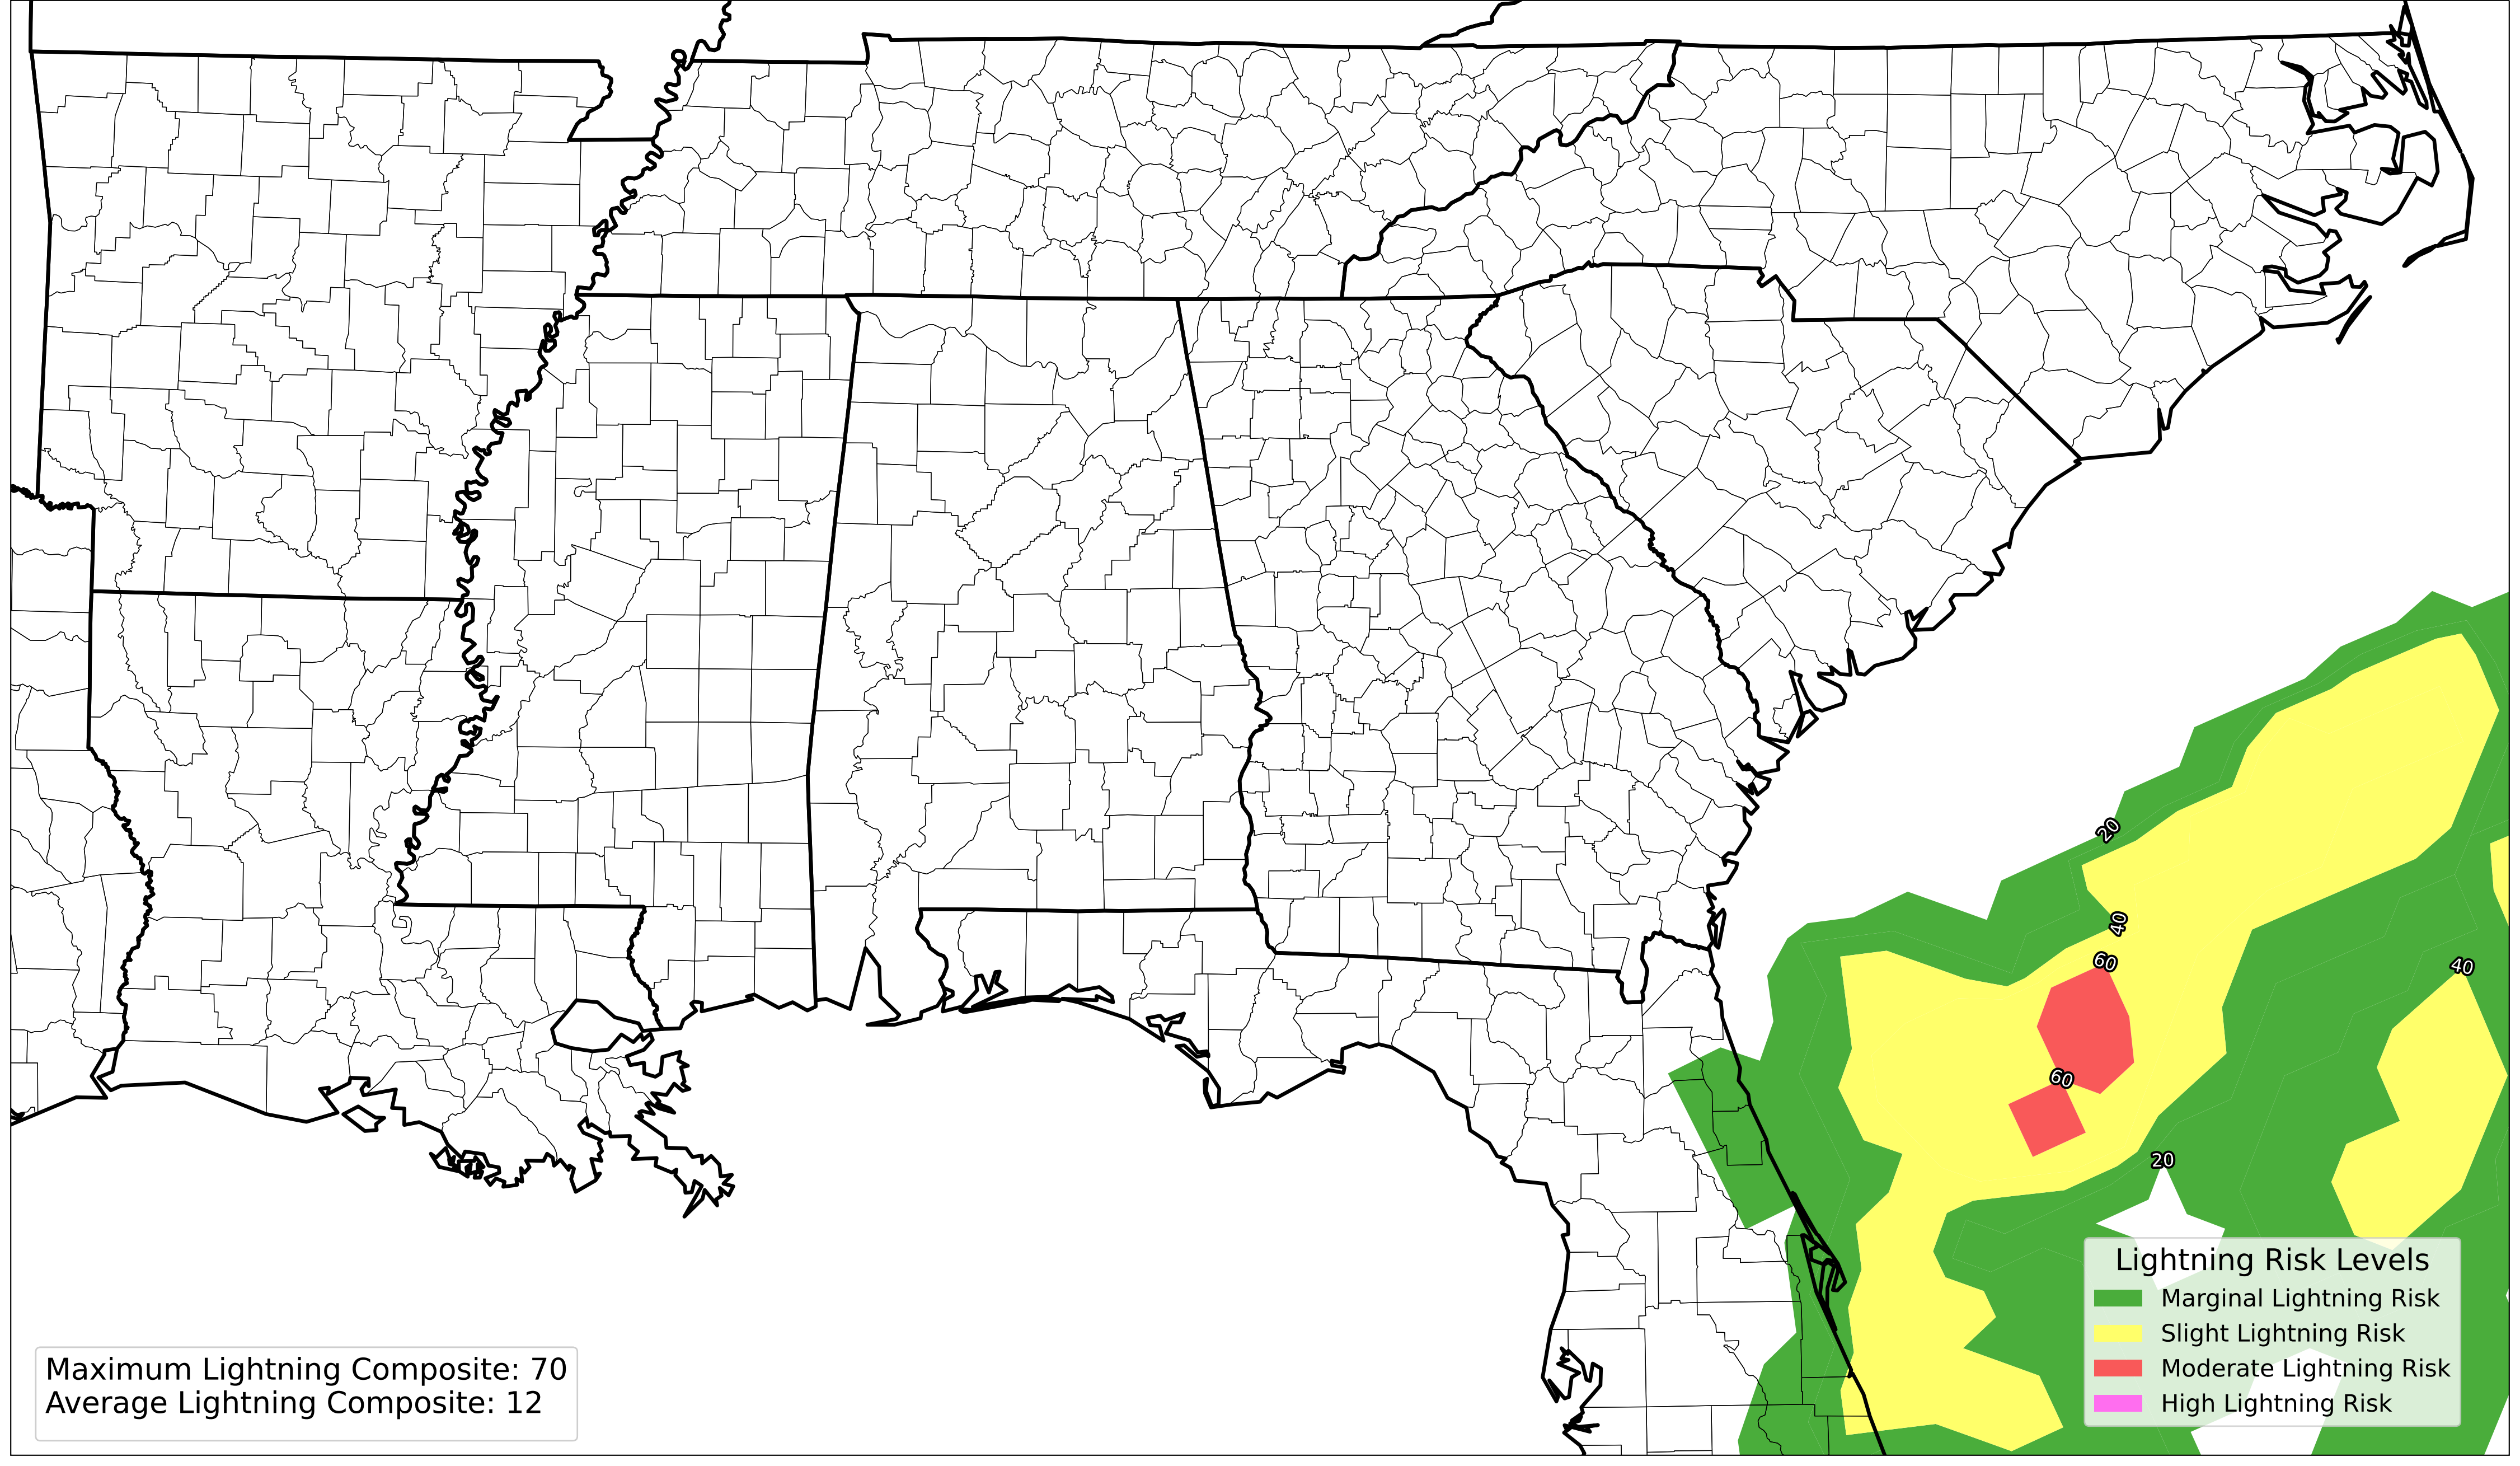 20
40
60
40
60
20
Lightning Risk Levels
Marginal Lightning Risk
Slight Lightning Risk
Moderate Lightning Risk
High Lightning Risk
Maximum Lightning Composite: 70
Average Lightning Composite: 12